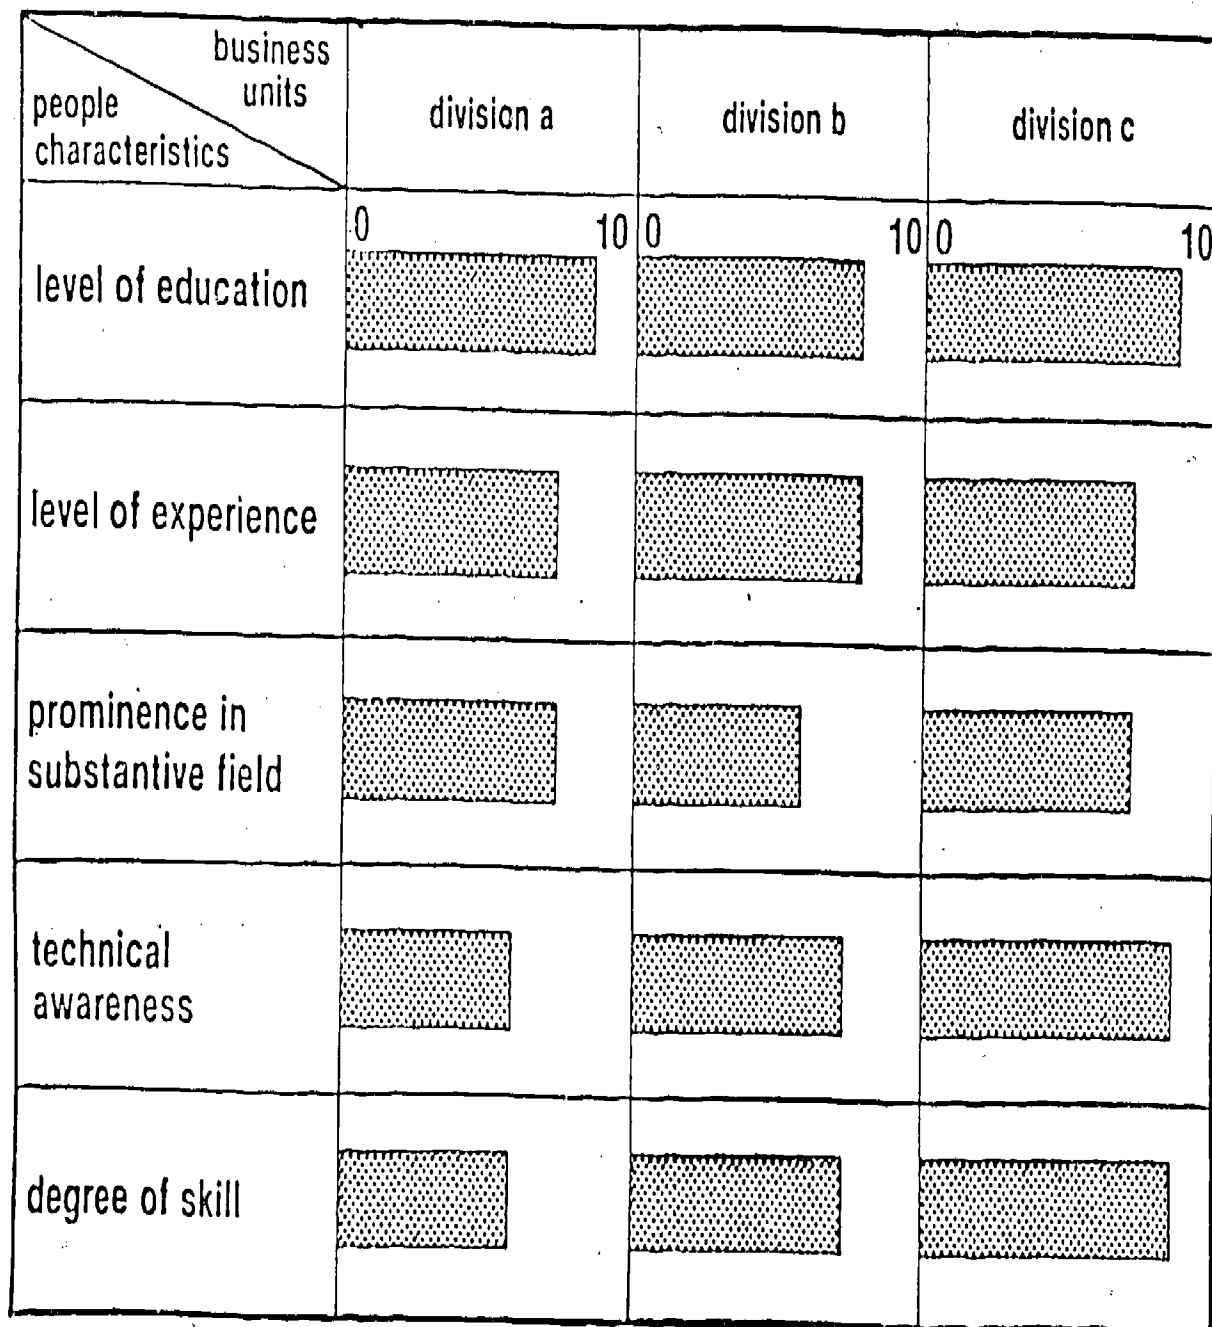 business
units
people
characteristics
division a
division b
division c
0 10 0 10 0 10
level of education
level of experience
prominence in
substantive field
technical
awareness
degree of skill